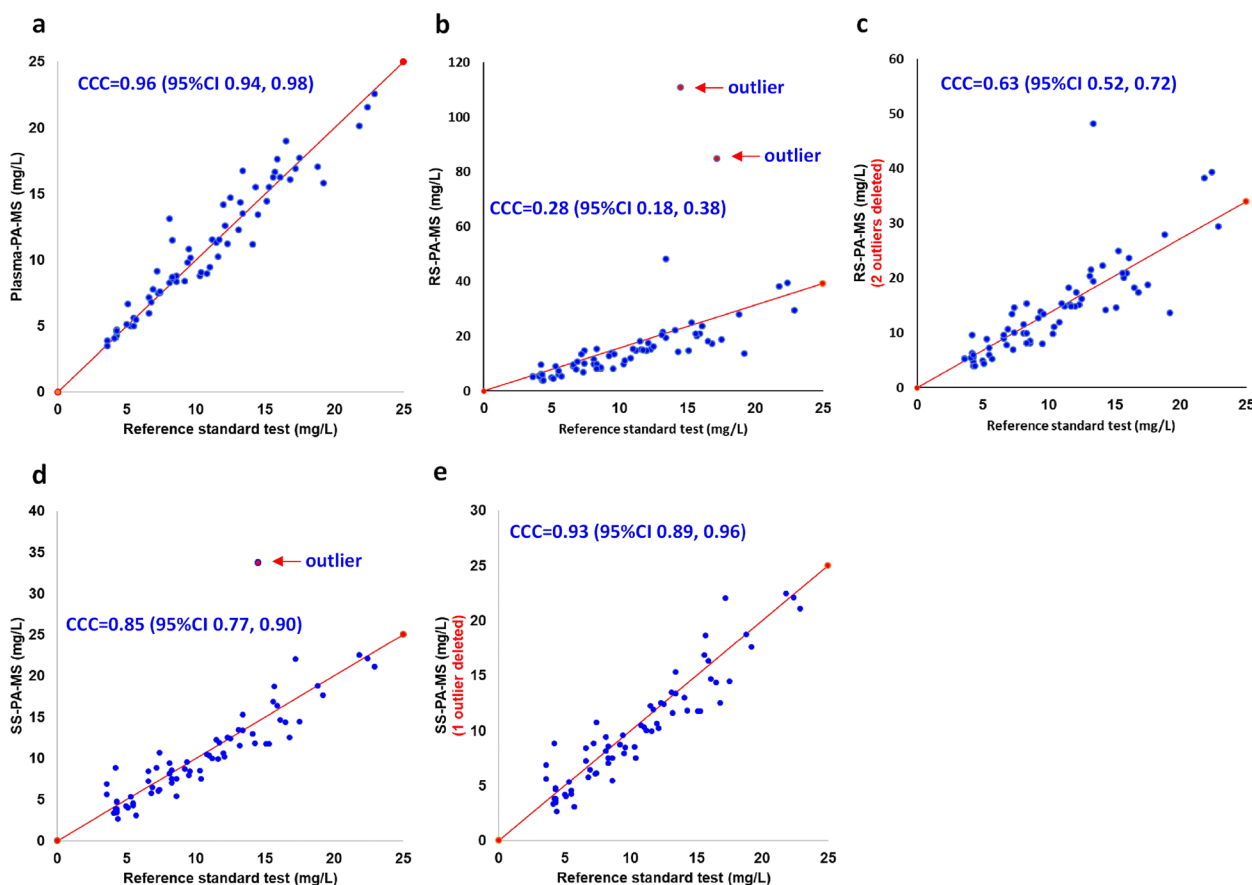 a
CCC=0.96 (95%CI 0.94, 0.98)
Plasma-PA-MS (mg/L)
25
20
15
10
5
0
0 5 10 15 20 25
Reference standard test (mg/L)
b
outlier
outlier
CCC=0.28 (95%CI 0.18, 0.38)
RS-PA-MS (mg/L)
120
100
80
60
40
20
0
0 5 10 15 20 25
Reference standard test (mg/L)
c
CCC=0.63 (95%CI 0.52, 0.72)
RS-PA-MS (mg/L)
(2 outliers deleted)
60
50
40
30
20
10
0
0 5 10 15 20 25
Reference standard test (mg/L)
d
outlier
CCC=0.85 (95%CI 0.77, 0.90)
SS-PA-MS (mg/L)
40
35
30
25
20
15
10
5
0
0 5 10 15 20 25
Reference standard test (mg/L)
e
CCC=0.93 (95%CI 0.89, 0.96)
SS-PA-MS (mg/L)
(1 outlier deleted)
30
25
20
15
10
5
0
0 5 10 15 20 25
Reference standard test (mg/L)